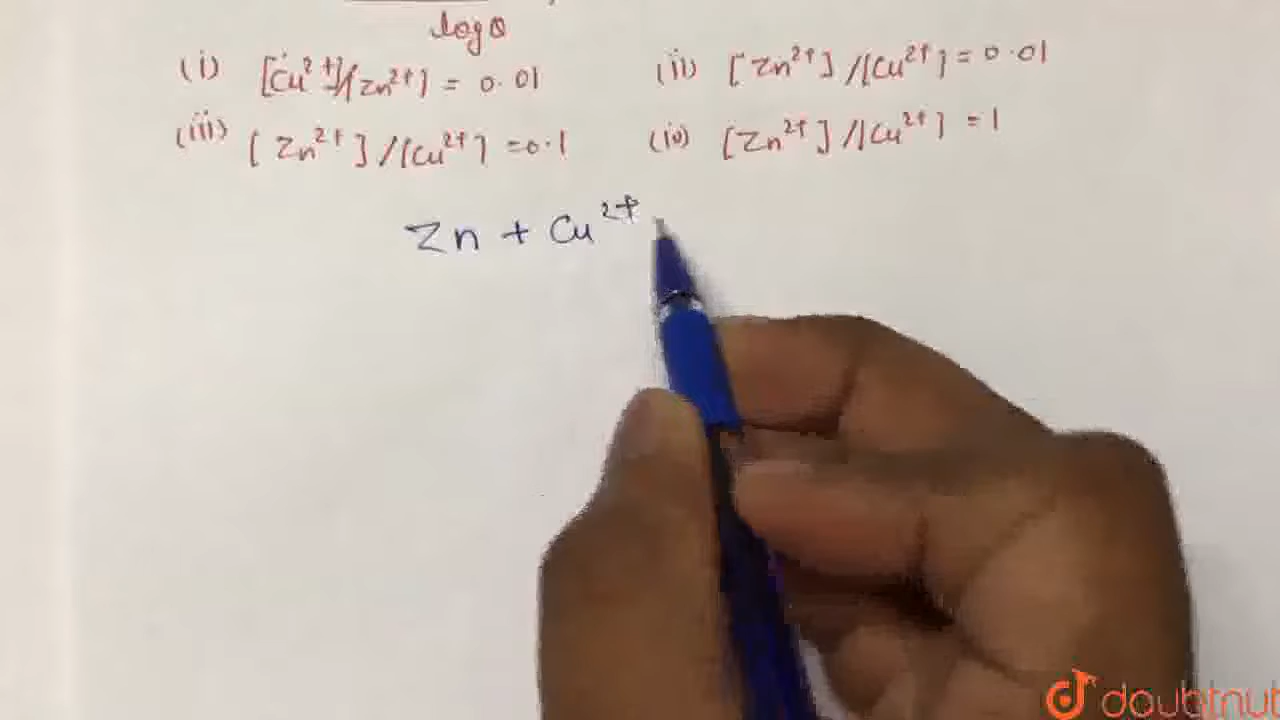 log Q
(i) [Cu²⁺]/[Zn²⁺] = 0.01 (ii) [Zn²⁺]/[Cu²⁺] = 0.01
(iii) [Zn²⁺]/[Cu²⁺] = 0.1 (iv) [Zn²⁺]/[Cu²⁺] = 1
Zn + Cu²⁺
doubtnut